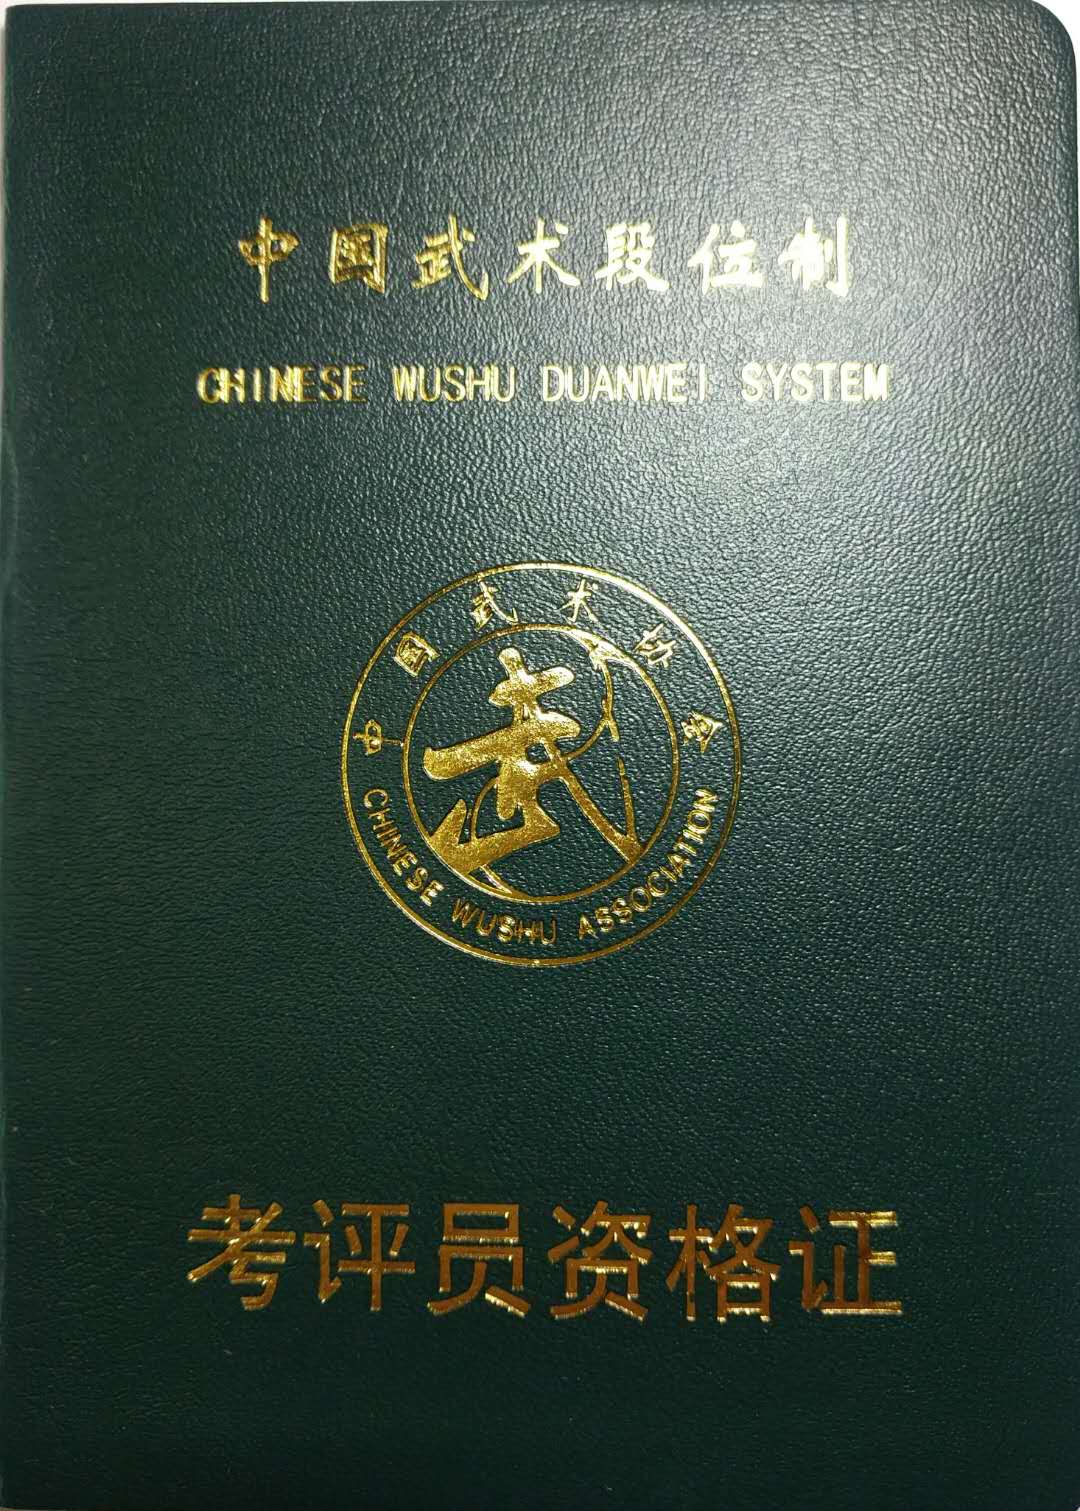 中国武术段位制
CHINESE WUSHU DUANWEI SYSTEM
中国武术协会
武
CHINESE WUSHU ASSOCIATION
考评员资格证